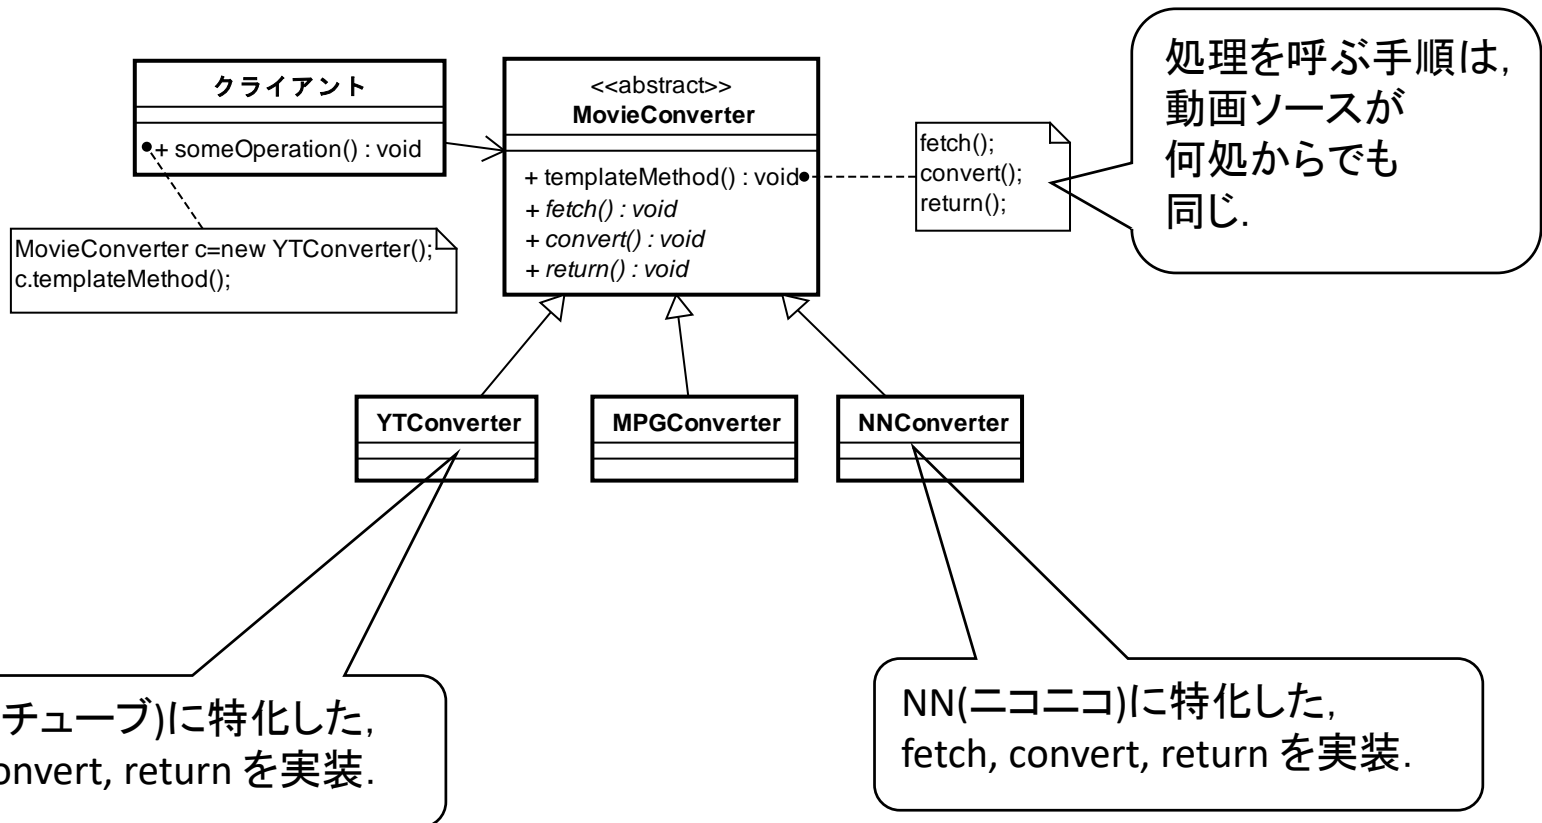 クライアント
+ someOperation() : void
MovieConverter c=new YTConverter();
c.templateMethod();
<<abstract>>
MovieConverter
+ templateMethod() : void
+ fetch() : void
+ convert() : void
+ return() : void
fetch();
convert();
return();
処理を呼ぶ手順は,
動画ソースが
何処からでも
同じ.
YTConverter
MPGConverter
NNConverter
チューブ)に特化した,
onvert, return を実装.
NN(ニコニコ)に特化した,
fetch, convert, return を実装.